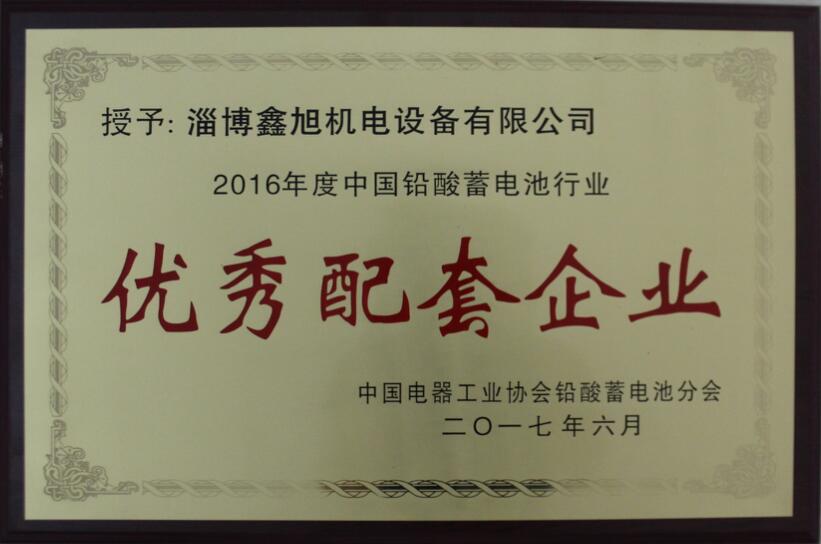 授予: 淄博鑫旭机电设备有限公司
2016年度中国铅酸蓄电池行业
优秀配套企业
中国电器工业协会铅酸蓄电池分会
二〇一七年六月